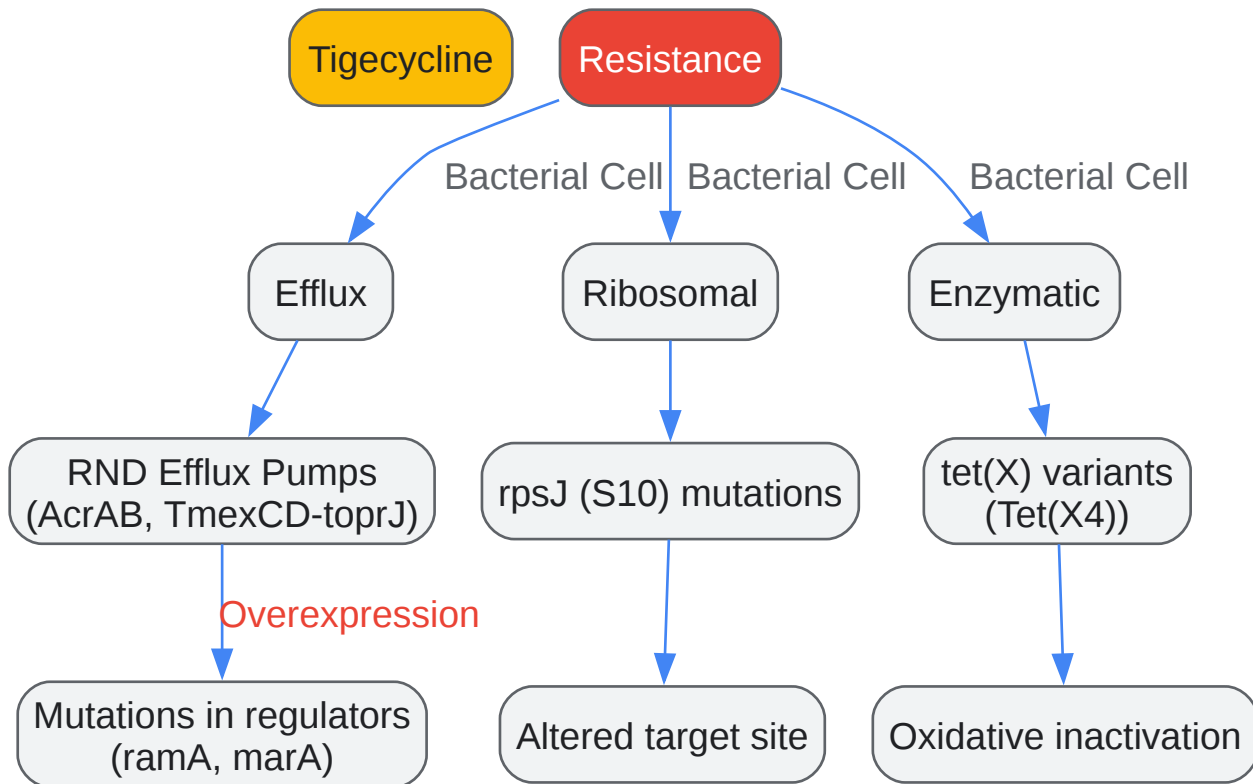 Tigecycline
Resistance
Bacterial Cell
Bacterial Cell
Bacterial Cell
Efflux
Ribosomal
Enzymatic
RND Efflux Pumps
(AcrAB, TmexCD-toprJ)
rpsJ (S10) mutations
tet(X) variants
(Tet(X4))
Overexpression
Mutations in regulators
(ramA, marA)
Altered target site
Oxidative inactivation